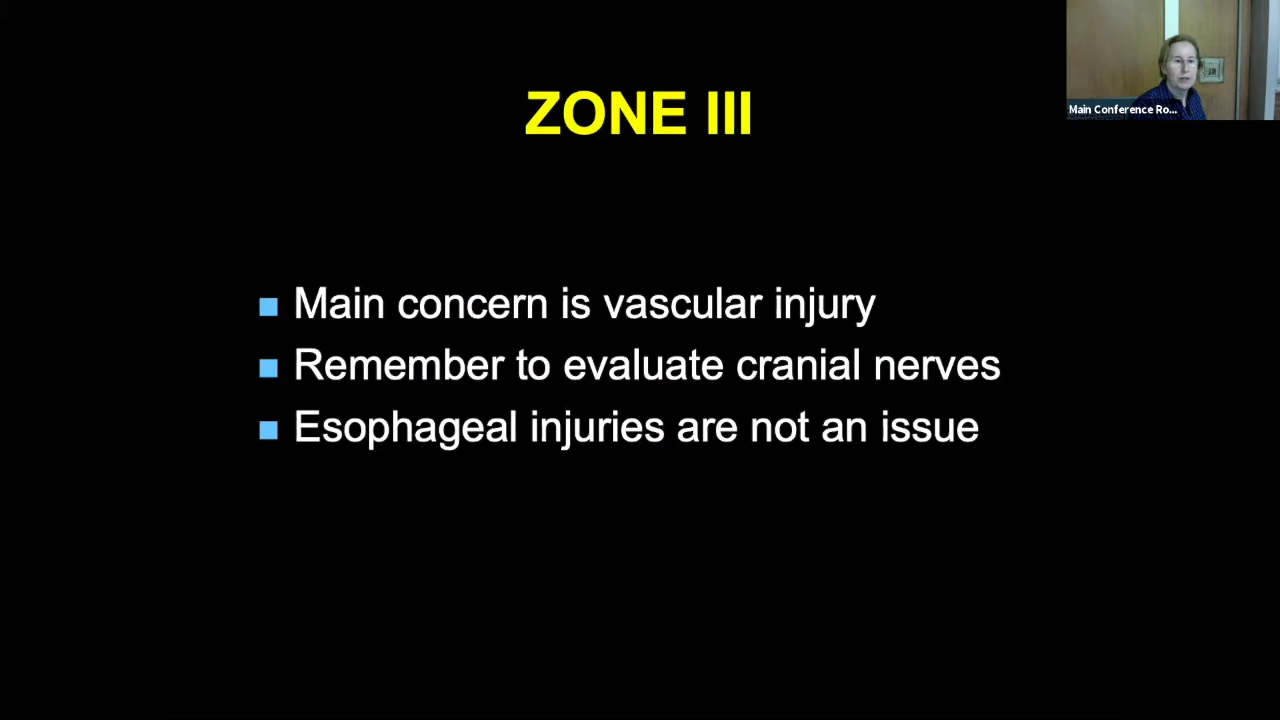 ZONE III
Main Conference Ro...
Main concern is vascular injury
Remember to evaluate cranial nerves
Esophageal injuries are not an issue